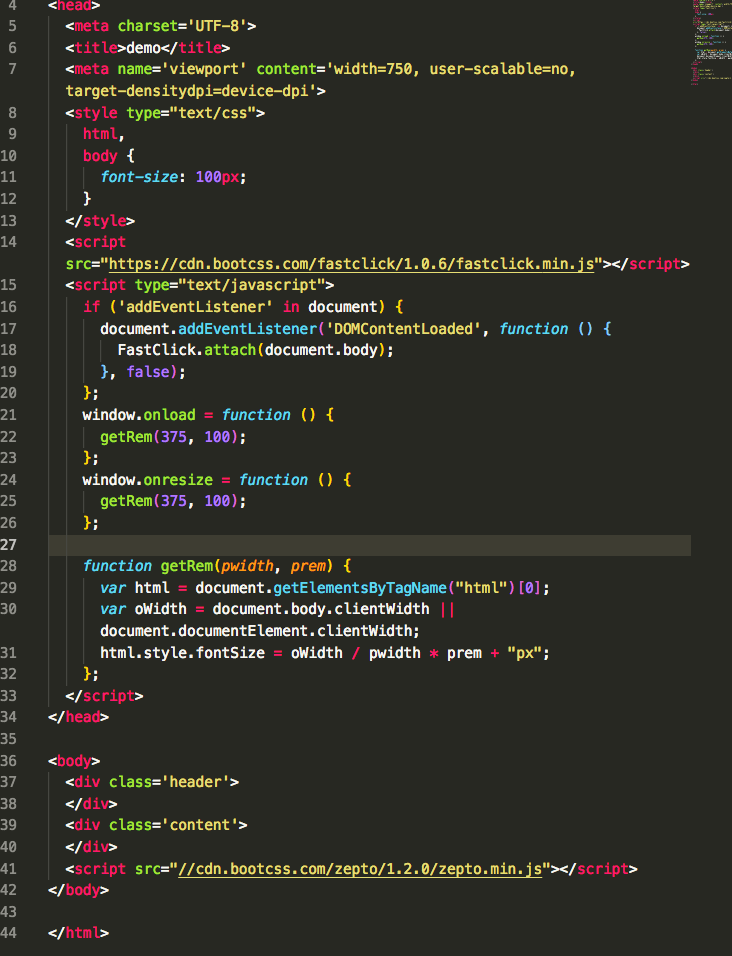 4 <head>
5 <meta charset='UTF-8'>
6 <title>demo</title>
7 <meta name='viewport' content='width=750, user-scalable=no,
target-densitydpi=device-dpi'>
8 <style type="text/css">
9 html,
10 body {
11 font-size: 100px;
12 }
13 </style>
14 <script
src="https://cdn.bootcss.com/fastclick/1.0.6/fastclick.min.js"></script>
15 <script type="text/javascript">
16 if ('addEventListener' in document) {
17 document.addEventListener('DOMContentLoaded', function () {
18 FastClick.attach(document.body);
19 }, false);
20 };
21 window.onload = function () {
22 getRem(375, 100);
23 };
24 window.onresize = function () {
25 getRem(375, 100);
26 };
27
28 function getRem(pwidth, prem) {
29 var html = document.getElementsByTagName("html")[0];
30 var oWidth = document.body.clientWidth ||
document.documentElement.clientWidth;
31 html.style.fontSize = oWidth / pwidth * prem + "px";
32 };
33 </script>
34 </head>
35
36 <body>
37 <div class='header'>
38 </div>
39 <div class='content'>
40 </div>
41 <script src="//cdn.bootcss.com/zepto/1.2.0/zepto.min.js"></script>
42 </body>
43
44 </html>